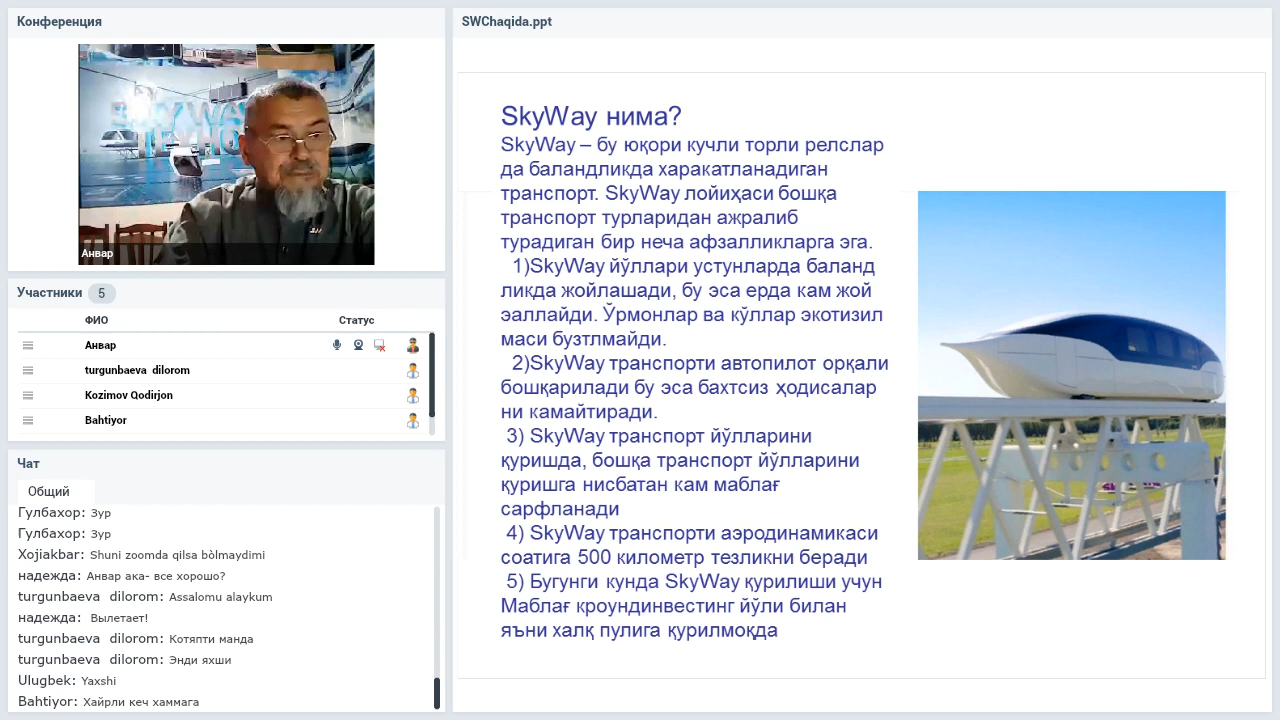 Конференция
SKYWAY
Анвар
Участники 5
ФИО Статус
Анвар
turgunbaeva dilorom
Kozimov Qodirjon
Bahtiyor
Чат
Общий
Гулбахор: Зур
Гулбахор: Зур
Xojiakbar: Shuni zoomda qilsa bòlmaydimi
надежда: Анвар ака- все хорошо?
turgunbaeva dilorom: Assalomu alaykum
надежда: Вылетает!
turgunbaeva dilorom: Котяпти манда
turgunbaeva dilorom: Энди яхши
Ulugbek: Yaxshi
Bahtiyor: Хайрли кеч хаммага
SWChaqida.ppt
SkyWay нима?
SkyWay – бу юқори кучли торли релслар
да баландликда харакатланадиган
транспорт. SkyWay лойиҳаси бошқа
транспорт турларидан ажралиб
турадиган бир неча афзалликларга эга.
1)SkyWay йўллари устунларда баланд
ликда жойлашади, бу эса ерда кам жой
эаллайди. Ўрмонлар ва кўллар экотизил
маси бузтлмайди.
2)SkyWay транспорти автопилот орқали
бошқарилади бу эса бахтсиз ҳодисалар
ни камайтиради.
3) SkyWay транспорт йўлларини
қуришда, бошқа транспорт йўлларини
қуришга нисбатан кам маблағ
сарфланади
4) SkyWay транспорти аэродинамикаси
соатига 500 километр тезликни беради
5) Бугунги кунда SkyWay қурилиши учун
Маблағ кроундинвестинг йўли билан
яъни халқ пулига қурилмоқда